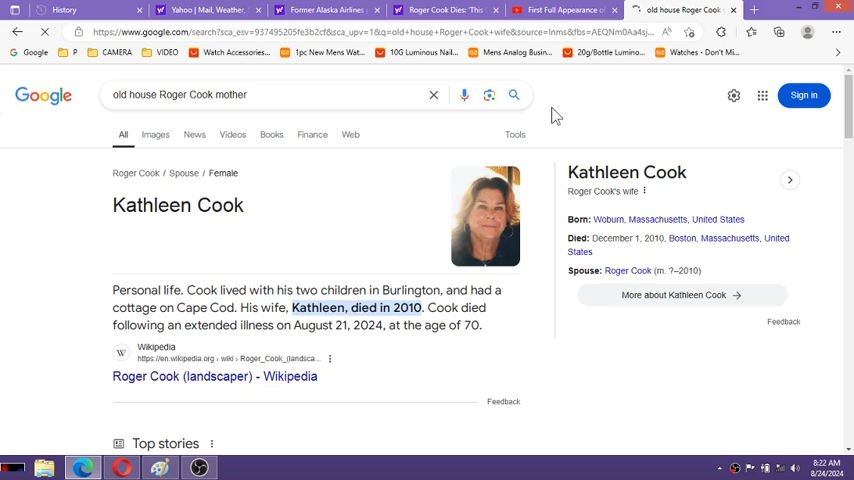 History
Yahoo | Mail, Weather, S
Former Alaska Airlines p
Roger Cook Dies: 'This O
First Full Appearance of
old house Roger Cook w
https://www.google.com/search?sca_esv=937495205fe3b2cf&sca_upv=1&q=old+house+Roger+Cook+wife&source=lnms&fbs=AEQNm0Aa4sj...
Google
P
CAMERA
VIDEO
Watch Accessories...
1pc New Mens Wat...
10G Luminous Nail...
Mens Analog Busin...
20g/Bottle Lumino...
Watches - Don't Mi...
Google
old house Roger Cook mother
Sign in
All
Images
News
Videos
Books
Finance
Web
Tools
Roger Cook / Spouse / Female
Kathleen Cook
Personal life. Cook lived with his two children in Burlington, and had a
cottage on Cape Cod. His wife, Kathleen, died in 2010. Cook died
following an extended illness on August 21, 2024, at the age of 70.
W
Wikipedia
https://en.wikipedia.org › wiki › Roger_Cook_(landsca...
Roger Cook (landscaper) - Wikipedia
Feedback
Top stories
Kathleen Cook
Roger Cook's wife
Born: Woburn, Massachusetts, United States
Died: December 1, 2010, Boston, Massachusetts, United
States
Spouse: Roger Cook (m. ?–2010)
More about Kathleen Cook
Feedback
8:22 AM
8/24/2024